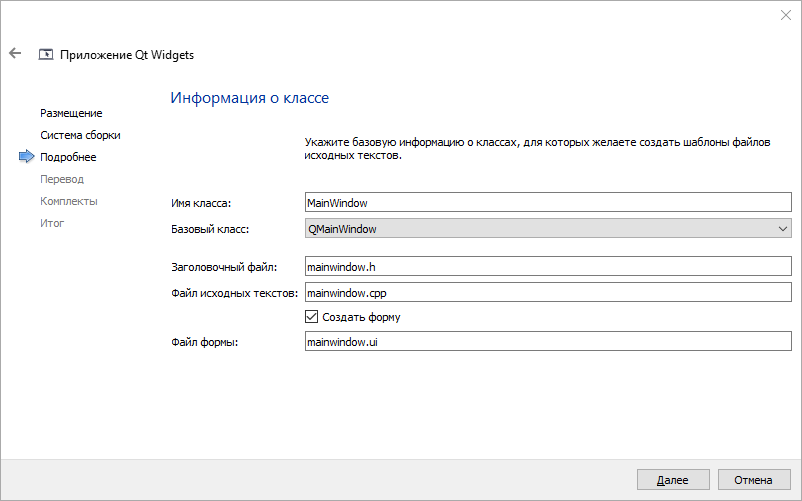 Приложение Qt Widgets
Информация о классе
Размещение
Система сборки
Подробнее
Перевод
Комплекты
Итог
Укажите базовую информацию о классах, для которых желаете создать шаблоны файлов
исходных текстов.
Имя класса: MainWindow
Базовый класс: QMainWindow
Заголовочный файл: mainwindow.h
Файл исходных текстов: mainwindow.cpp
Создать форму
Файл формы: mainwindow.ui
Далее Отмена